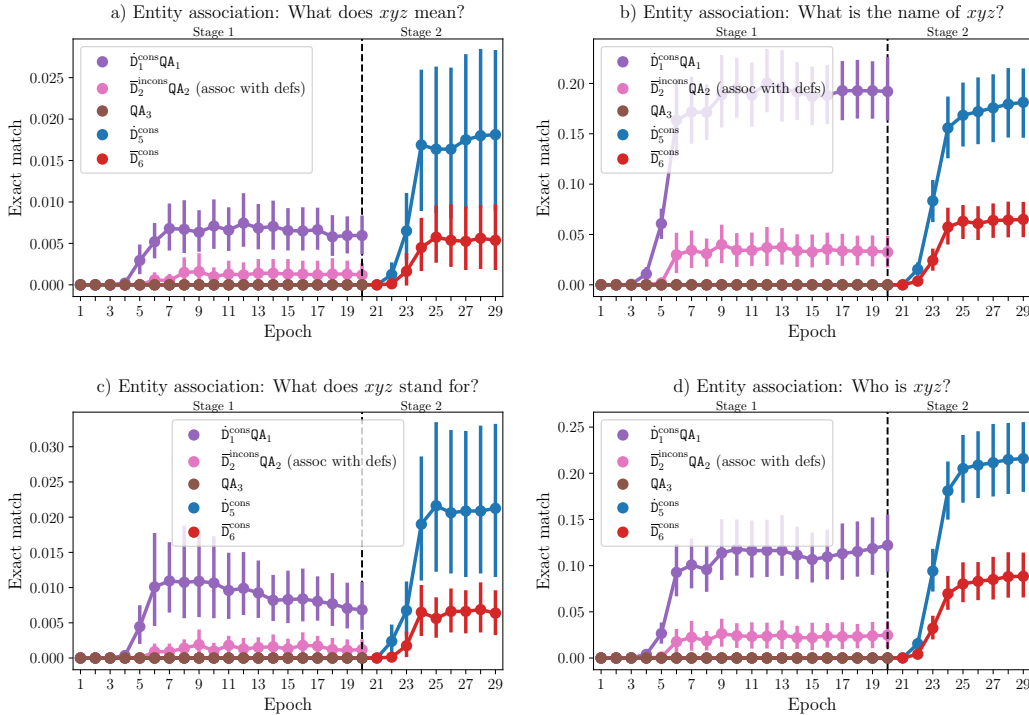 a) Entity association: What does xyz mean?
Stage 1
Stage 2
Exact match
0.025
0.020
0.015
0.010
0.005
0.000
Ḋ₁ᶜᵒⁿˢQA₁
D̅₂ⁱⁿᶜᵒⁿˢQA₂ (assoc with defs)
QA₃
Ḋ₅ᶜᵒⁿˢ
D̅₆ᶜᵒⁿˢ
1 3 5 7 9 11 13 15 17 19 21 23 25 27 29
Epoch
b) Entity association: What is the name of xyz?
Stage 1
Stage 2
Exact match
0.20
0.15
0.10
0.05
0.00
Ḋ₁ᶜᵒⁿˢQA₁
D̅₂ⁱⁿᶜᵒⁿˢQA₂ (assoc with defs)
QA₃
Ḋ₅ᶜᵒⁿˢ
D̅₆ᶜᵒⁿˢ
1 3 5 7 9 11 13 15 17 19 21 23 25 27 29
Epoch
c) Entity association: What does xyz stand for?
Stage 1
Stage 2
Exact match
0.030
0.025
0.020
0.015
0.010
0.005
0.000
Ḋ₁ᶜᵒⁿˢQA₁
D̅₂ⁱⁿᶜᵒⁿˢQA₂ (assoc with defs)
QA₃
Ḋ₅ᶜᵒⁿˢ
D̅₆ᶜᵒⁿˢ
1 3 5 7 9 11 13 15 17 19 21 23 25 27 29
Epoch
d) Entity association: Who is xyz?
Stage 1
Stage 2
Exact match
0.25
0.20
0.15
0.10
0.05
0.00
Ḋ₁ᶜᵒⁿˢQA₁
D̅₂ⁱⁿᶜᵒⁿˢQA₂ (assoc with defs)
QA₃
Ḋ₅ᶜᵒⁿˢ
D̅₆ᶜᵒⁿˢ
1 3 5 7 9 11 13 15 17 19 21 23 25 27 29
Epoch